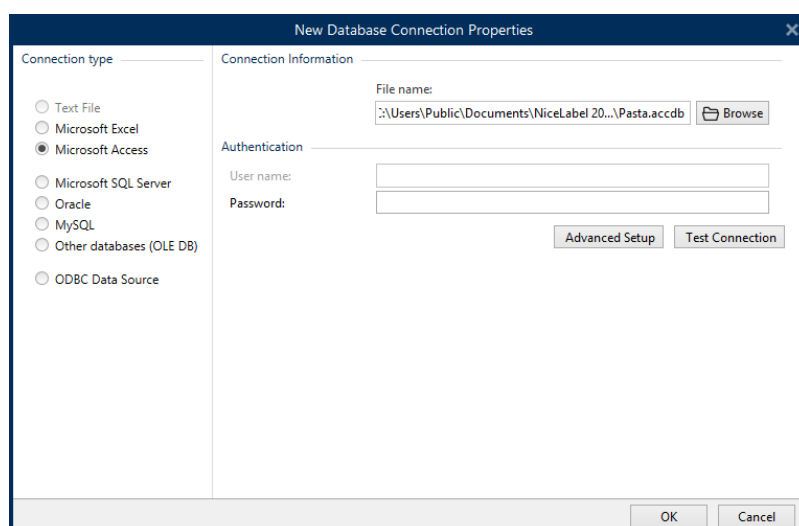 New Database Connection Properties
Connection type
Text File
Microsoft Excel
Microsoft Access
Microsoft SQL Server
Oracle
MySQL
Other databases (OLE DB)
ODBC Data Source
Connection Information
File name:
:\Users\Public\Documents\NiceLabel 20...\Pasta.accdb
Browse
Authentication
User name:
Password:
Advanced Setup
Test Connection
OK
Cancel